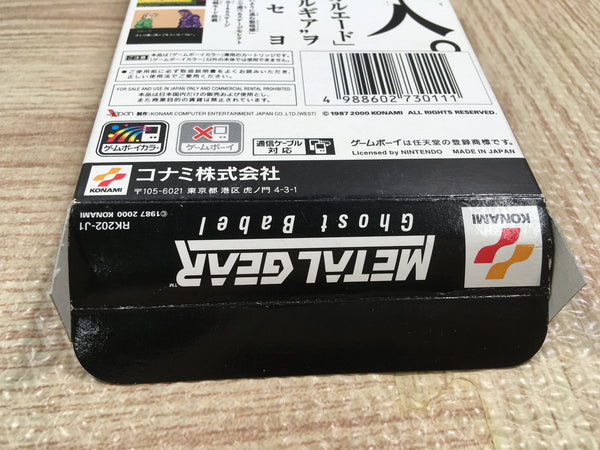 人。
ルエード」
ルギア"ヲ
セ ヨ
本品は「ゲームボーイカラー」専用のカートリッジです。
「ゲームボーイカラー」以外の本体では使用できません。
●ご使用前に必ず取扱説明書をよくお読みの上、
正しい使用法でご愛用ください。
FOR SALE AND USE IN JAPAN ONLY AND COMMERCIAL RENTAL PROHIBITED.
本品は日本国内だけの販売および使用とし、
また商業目的の賃貸は禁止されています。
4 988602 730111
制作/KONAMI COMPUTER ENTERTAINMENT JAPAN CO.,LTD.(WEST)
©1987 2000 KONAMI ALL RIGHTS RESERVED.
ゲームボーイカラー
ゲームボーイ
通信ケーブル
対応
ゲームボーイは任天堂の登録商標です。
Licensed by NINTENDO MADE IN JAPAN
KONAMI
コナミ株式会社
〒105-6021 東京都港区虎ノ門4-3-1
KONAMI
METAL GEAR™
Ghost Babel
RK202-J1
©1987 2000 KONAMI